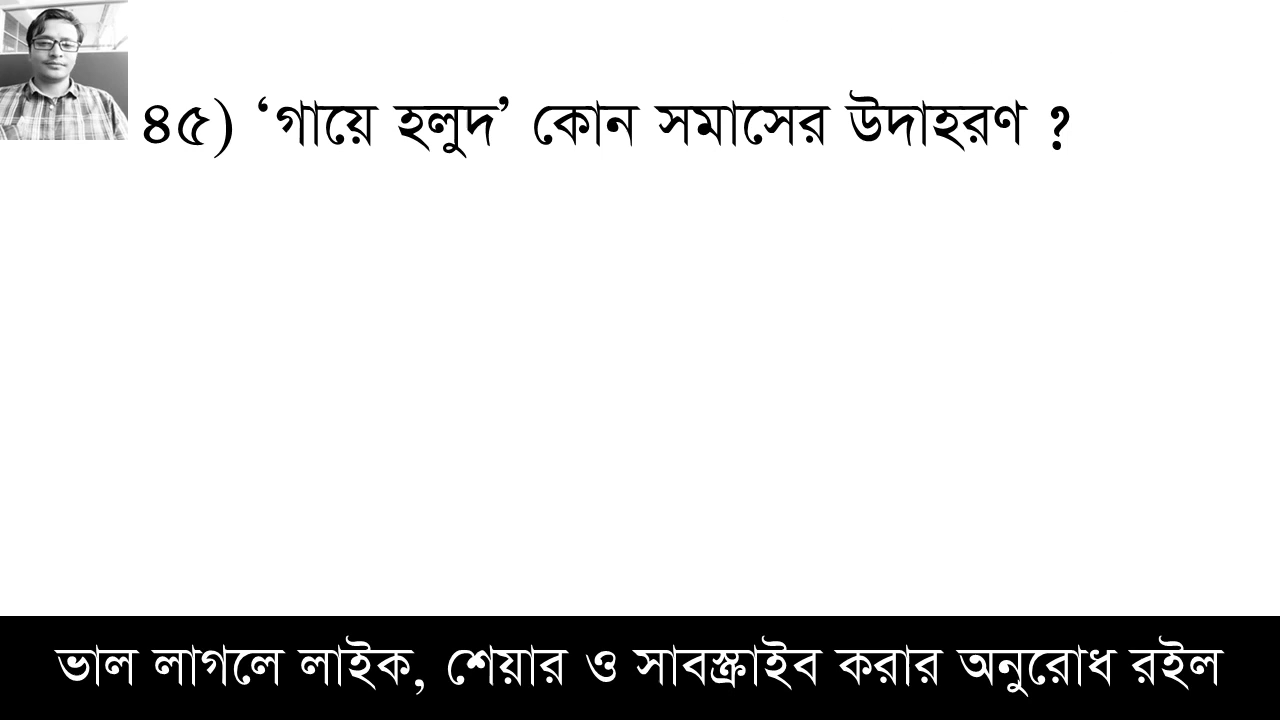 ৪৫) ‘গায়ে হলুদ’ কোন সমাসের উদাহরণ ?
ভাল লাগলে লাইক, শেয়ার ও সাবস্ক্রাইব করার অনুরোধ রইল